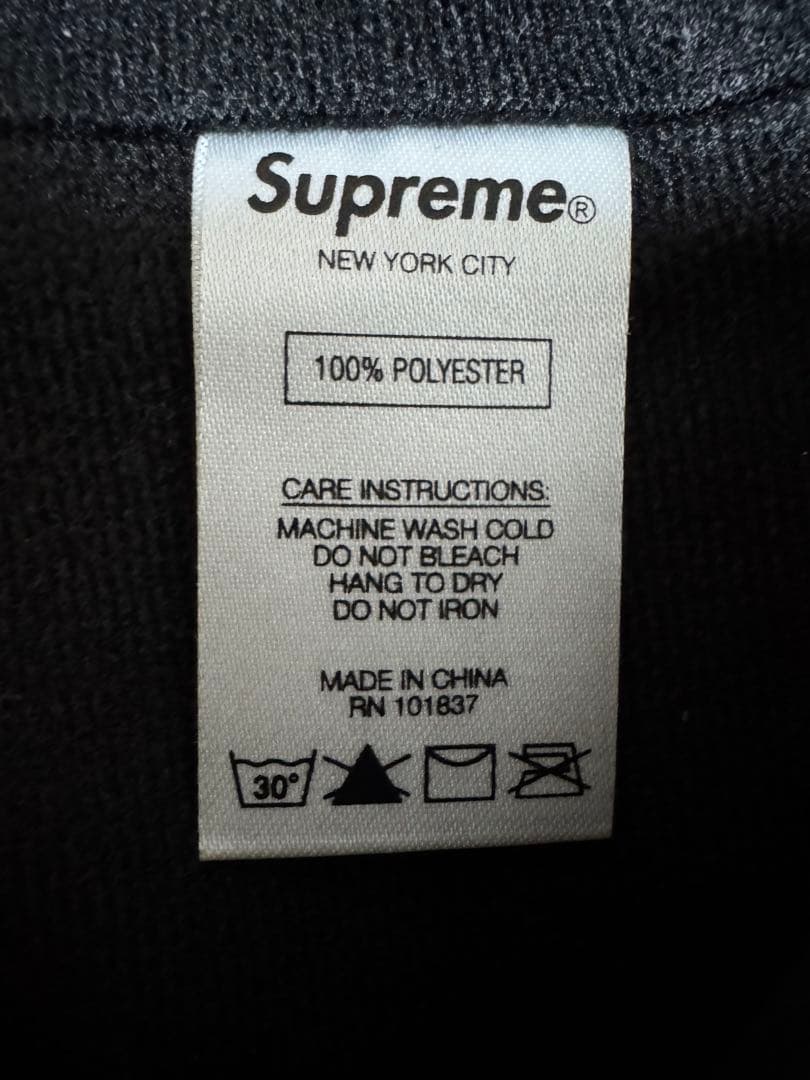 Supreme®
NEW YORK CITY
100% POLYESTER
CARE INSTRUCTIONS:
MACHINE WASH COLD
DO NOT BLEACH
HANG TO DRY
DO NOT IRON
MADE IN CHINA
RN 101837
30°